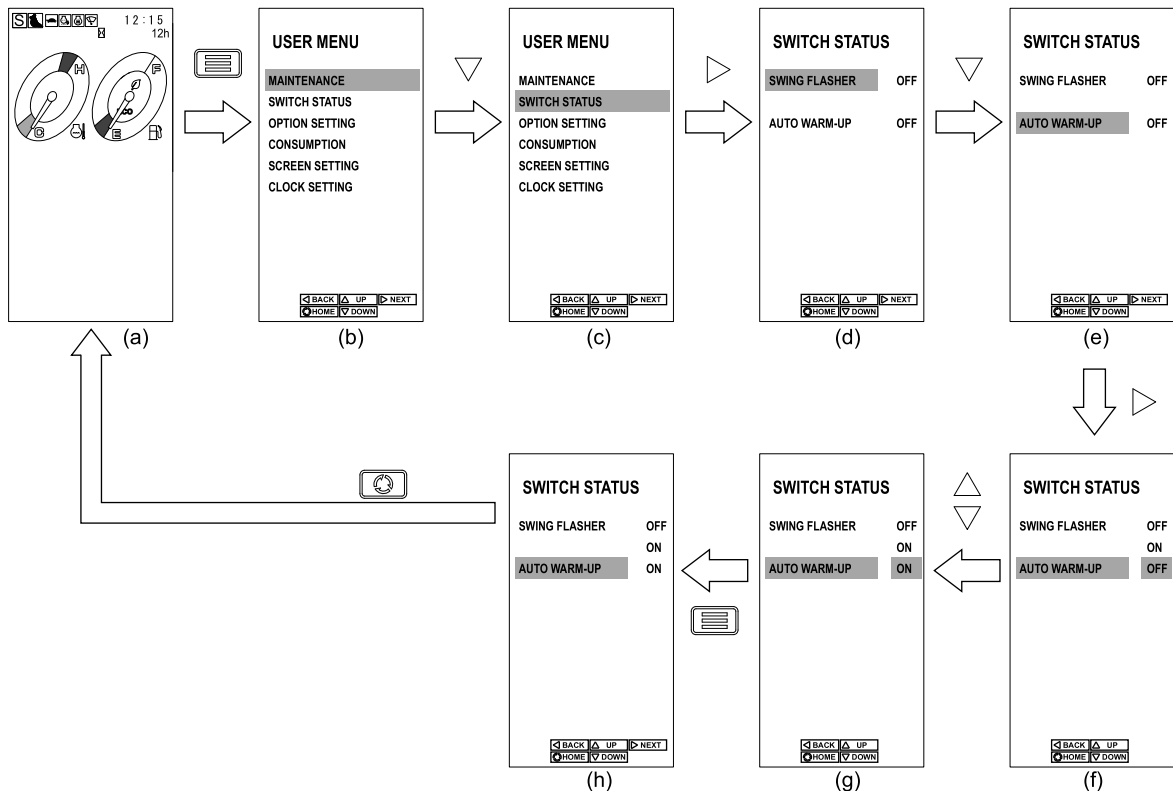 S 12:15
12h
H
C
F
E
ECO
(a)
USER MENU
MAINTENANCE
SWITCH STATUS
OPTION SETTING
CONSUMPTION
SCREEN SETTING
CLOCK SETTING
BACK UP NEXT
HOME DOWN
(b)
USER MENU
MAINTENANCE
SWITCH STATUS
OPTION SETTING
CONSUMPTION
SCREEN SETTING
CLOCK SETTING
BACK UP NEXT
HOME DOWN
(c)
SWITCH STATUS
SWING FLASHER OFF
AUTO WARM-UP OFF
BACK UP NEXT
HOME DOWN
(d)
SWITCH STATUS
SWING FLASHER OFF
AUTO WARM-UP OFF
BACK UP NEXT
HOME DOWN
(e)
SWITCH STATUS
SWING FLASHER OFF
ON
AUTO WARM-UP OFF
BACK UP
HOME DOWN
(f)
SWITCH STATUS
SWING FLASHER OFF
ON
AUTO WARM-UP ON
BACK UP
HOME DOWN
(g)
SWITCH STATUS
SWING FLASHER OFF
ON
AUTO WARM-UP ON
BACK UP NEXT
HOME DOWN
(h)